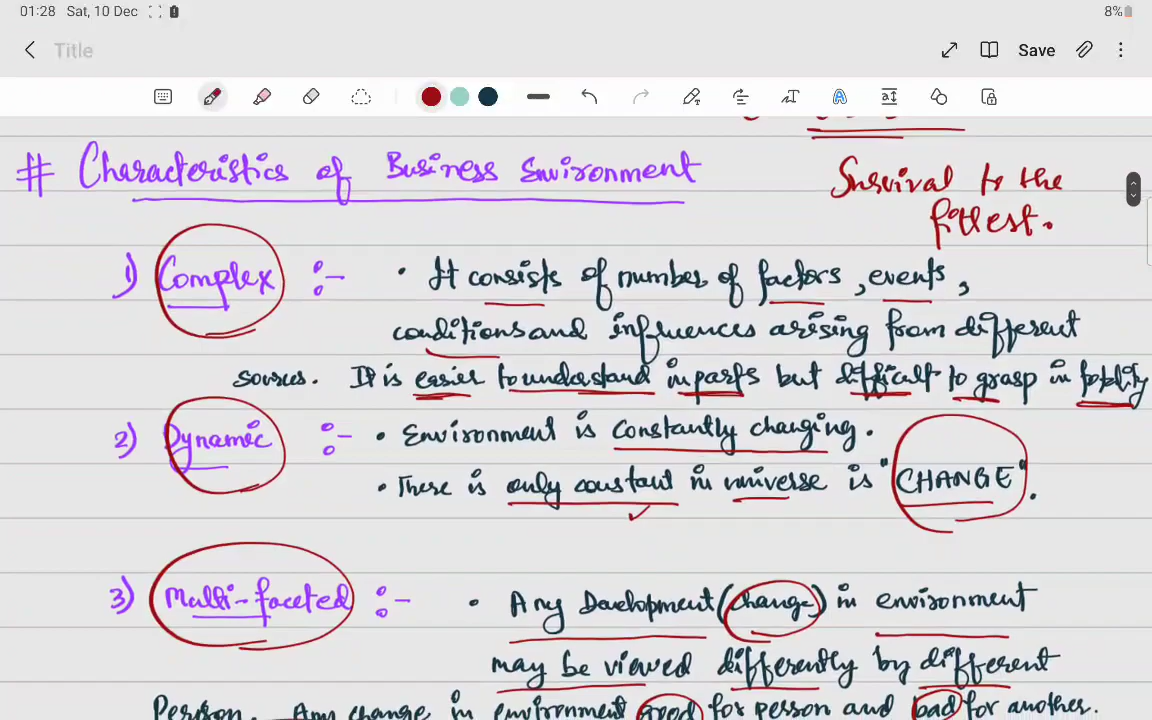 01:28 Sat, 10 Dec 8%
Title Save
# Characteristics of Business Environment
Survival to the
fittest.
1) Complex :- • It consists of number of factors, events,
conditions and influences arising from different
sources. It is easier to understand in parts but difficult to grasp in totality
2) Dynamic :- • Environment is constantly changing.
• There is only constant in universe is "CHANGE".
3) Multi-faceted :- • Any Development (change) in environment
may be viewed differently by different
Person. Any change in environment good for person and bad for another.